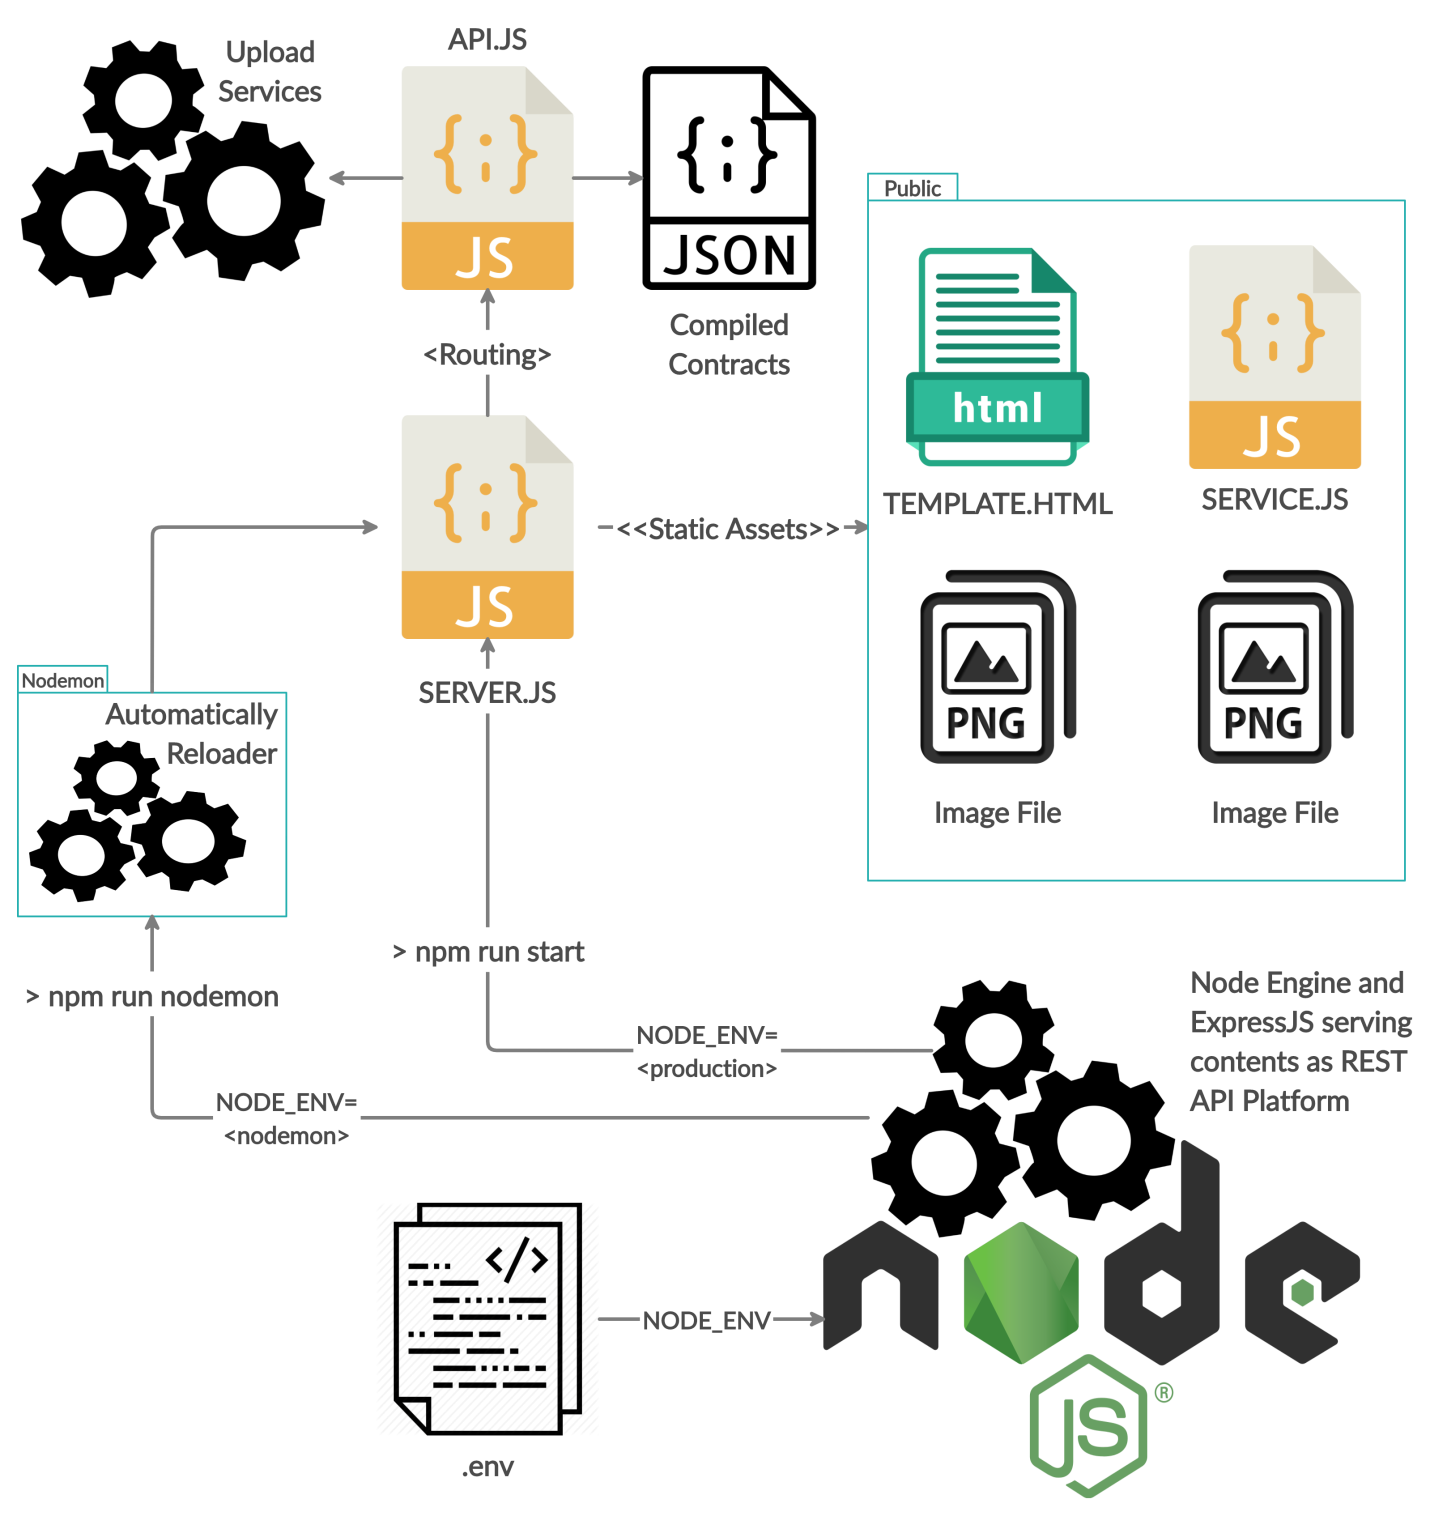 API.JS
Upload
Services
{;}
JS
{;}
JSON
Compiled
Contracts
<Routing>
Public
html
TEMPLATE.HTML
{;}
JS
SERVICE.JS
{;}
JS
SERVER.JS
<<Static Assets>>
PNG
Image File
PNG
Image File
Nodemon
Automatically
Reloader
> npm run start
> npm run nodemon
NODE_ENV=
<production>
NODE_ENV=
<nodemon>
Node Engine and
ExpressJS serving
contents as REST
API Platform
</>
.env
NODE_ENV
node
JS
®